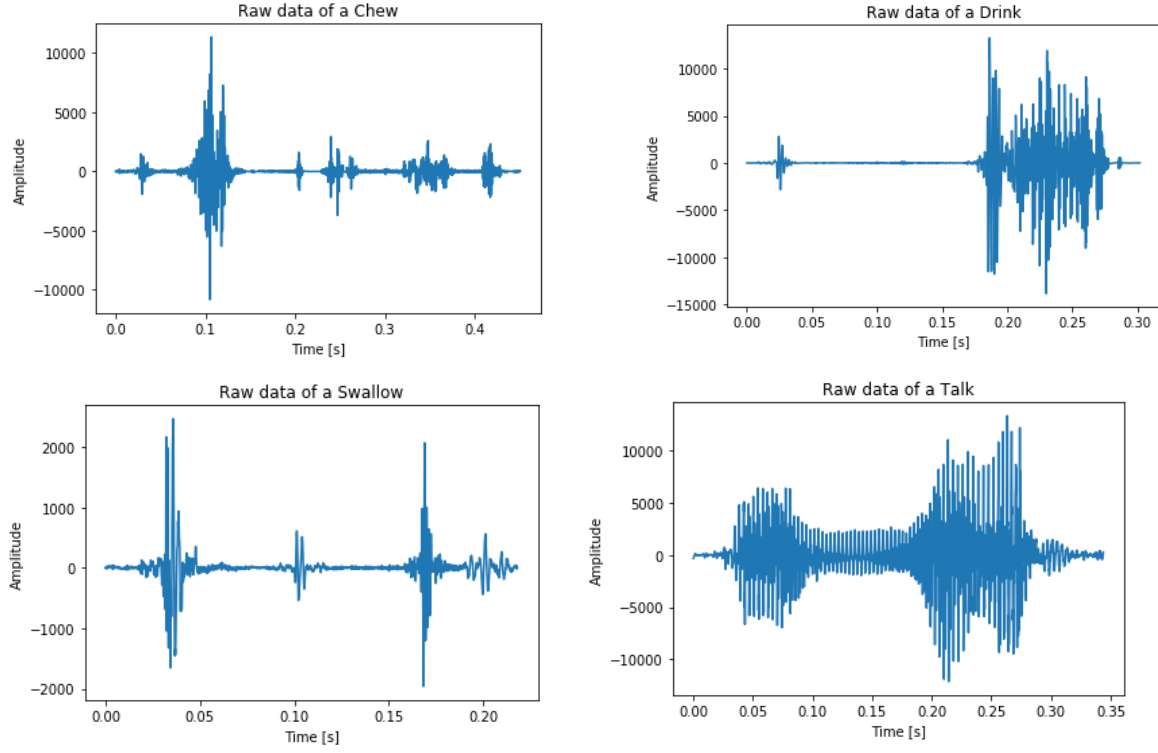 Raw data of a Chew
10000
5000
0
−5000
−10000
Amplitude
0.0 0.1 0.2 0.3 0.4
Time [s]
Raw data of a Drink
10000
5000
0
−5000
−10000
−15000
Amplitude
0.00 0.05 0.10 0.15 0.20 0.25 0.30
Time [s]
Raw data of a Swallow
2000
1000
0
−1000
−2000
Amplitude
0.00 0.05 0.10 0.15 0.20
Time [s]
Raw data of a Talk
10000
5000
0
−5000
−10000
Amplitude
0.00 0.05 0.10 0.15 0.20 0.25 0.30 0.35
Time [s]